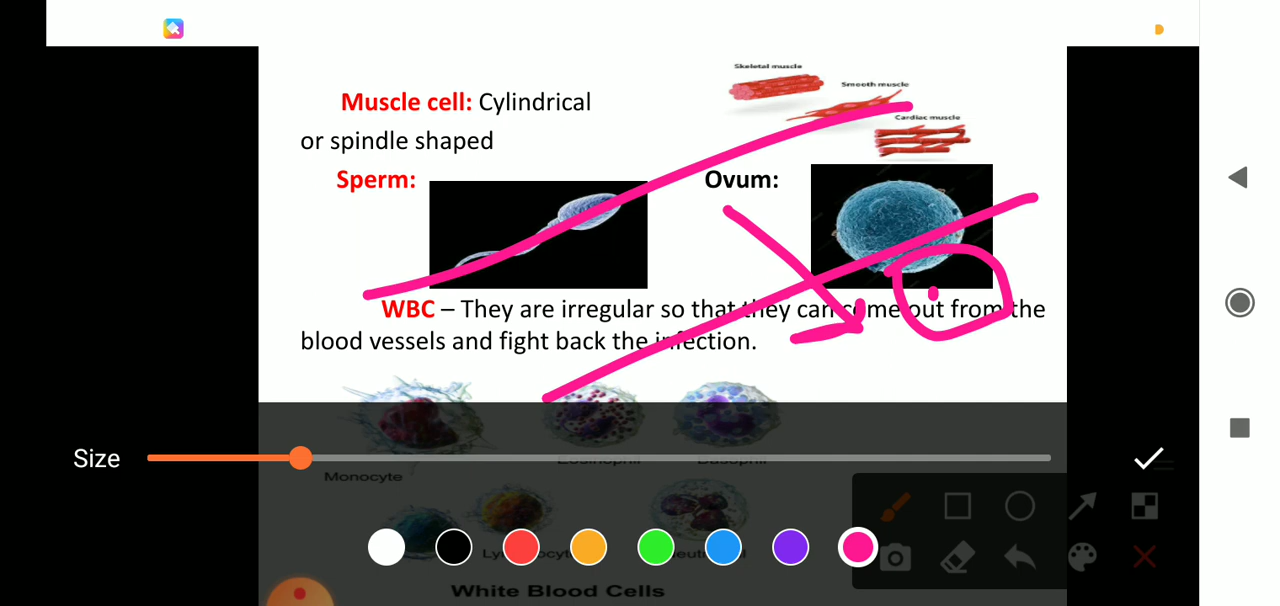 Skeletal muscle
Smooth muscle
Muscle cell: Cylindrical
Cardiac muscle
or spindle shaped
Sperm:
Ovum:
WBC – They are irregular so that they can come out from the
blood vessels and fight back the infection.
Size
Eosinophill
Basophill
Monocyte
White Blood Cells